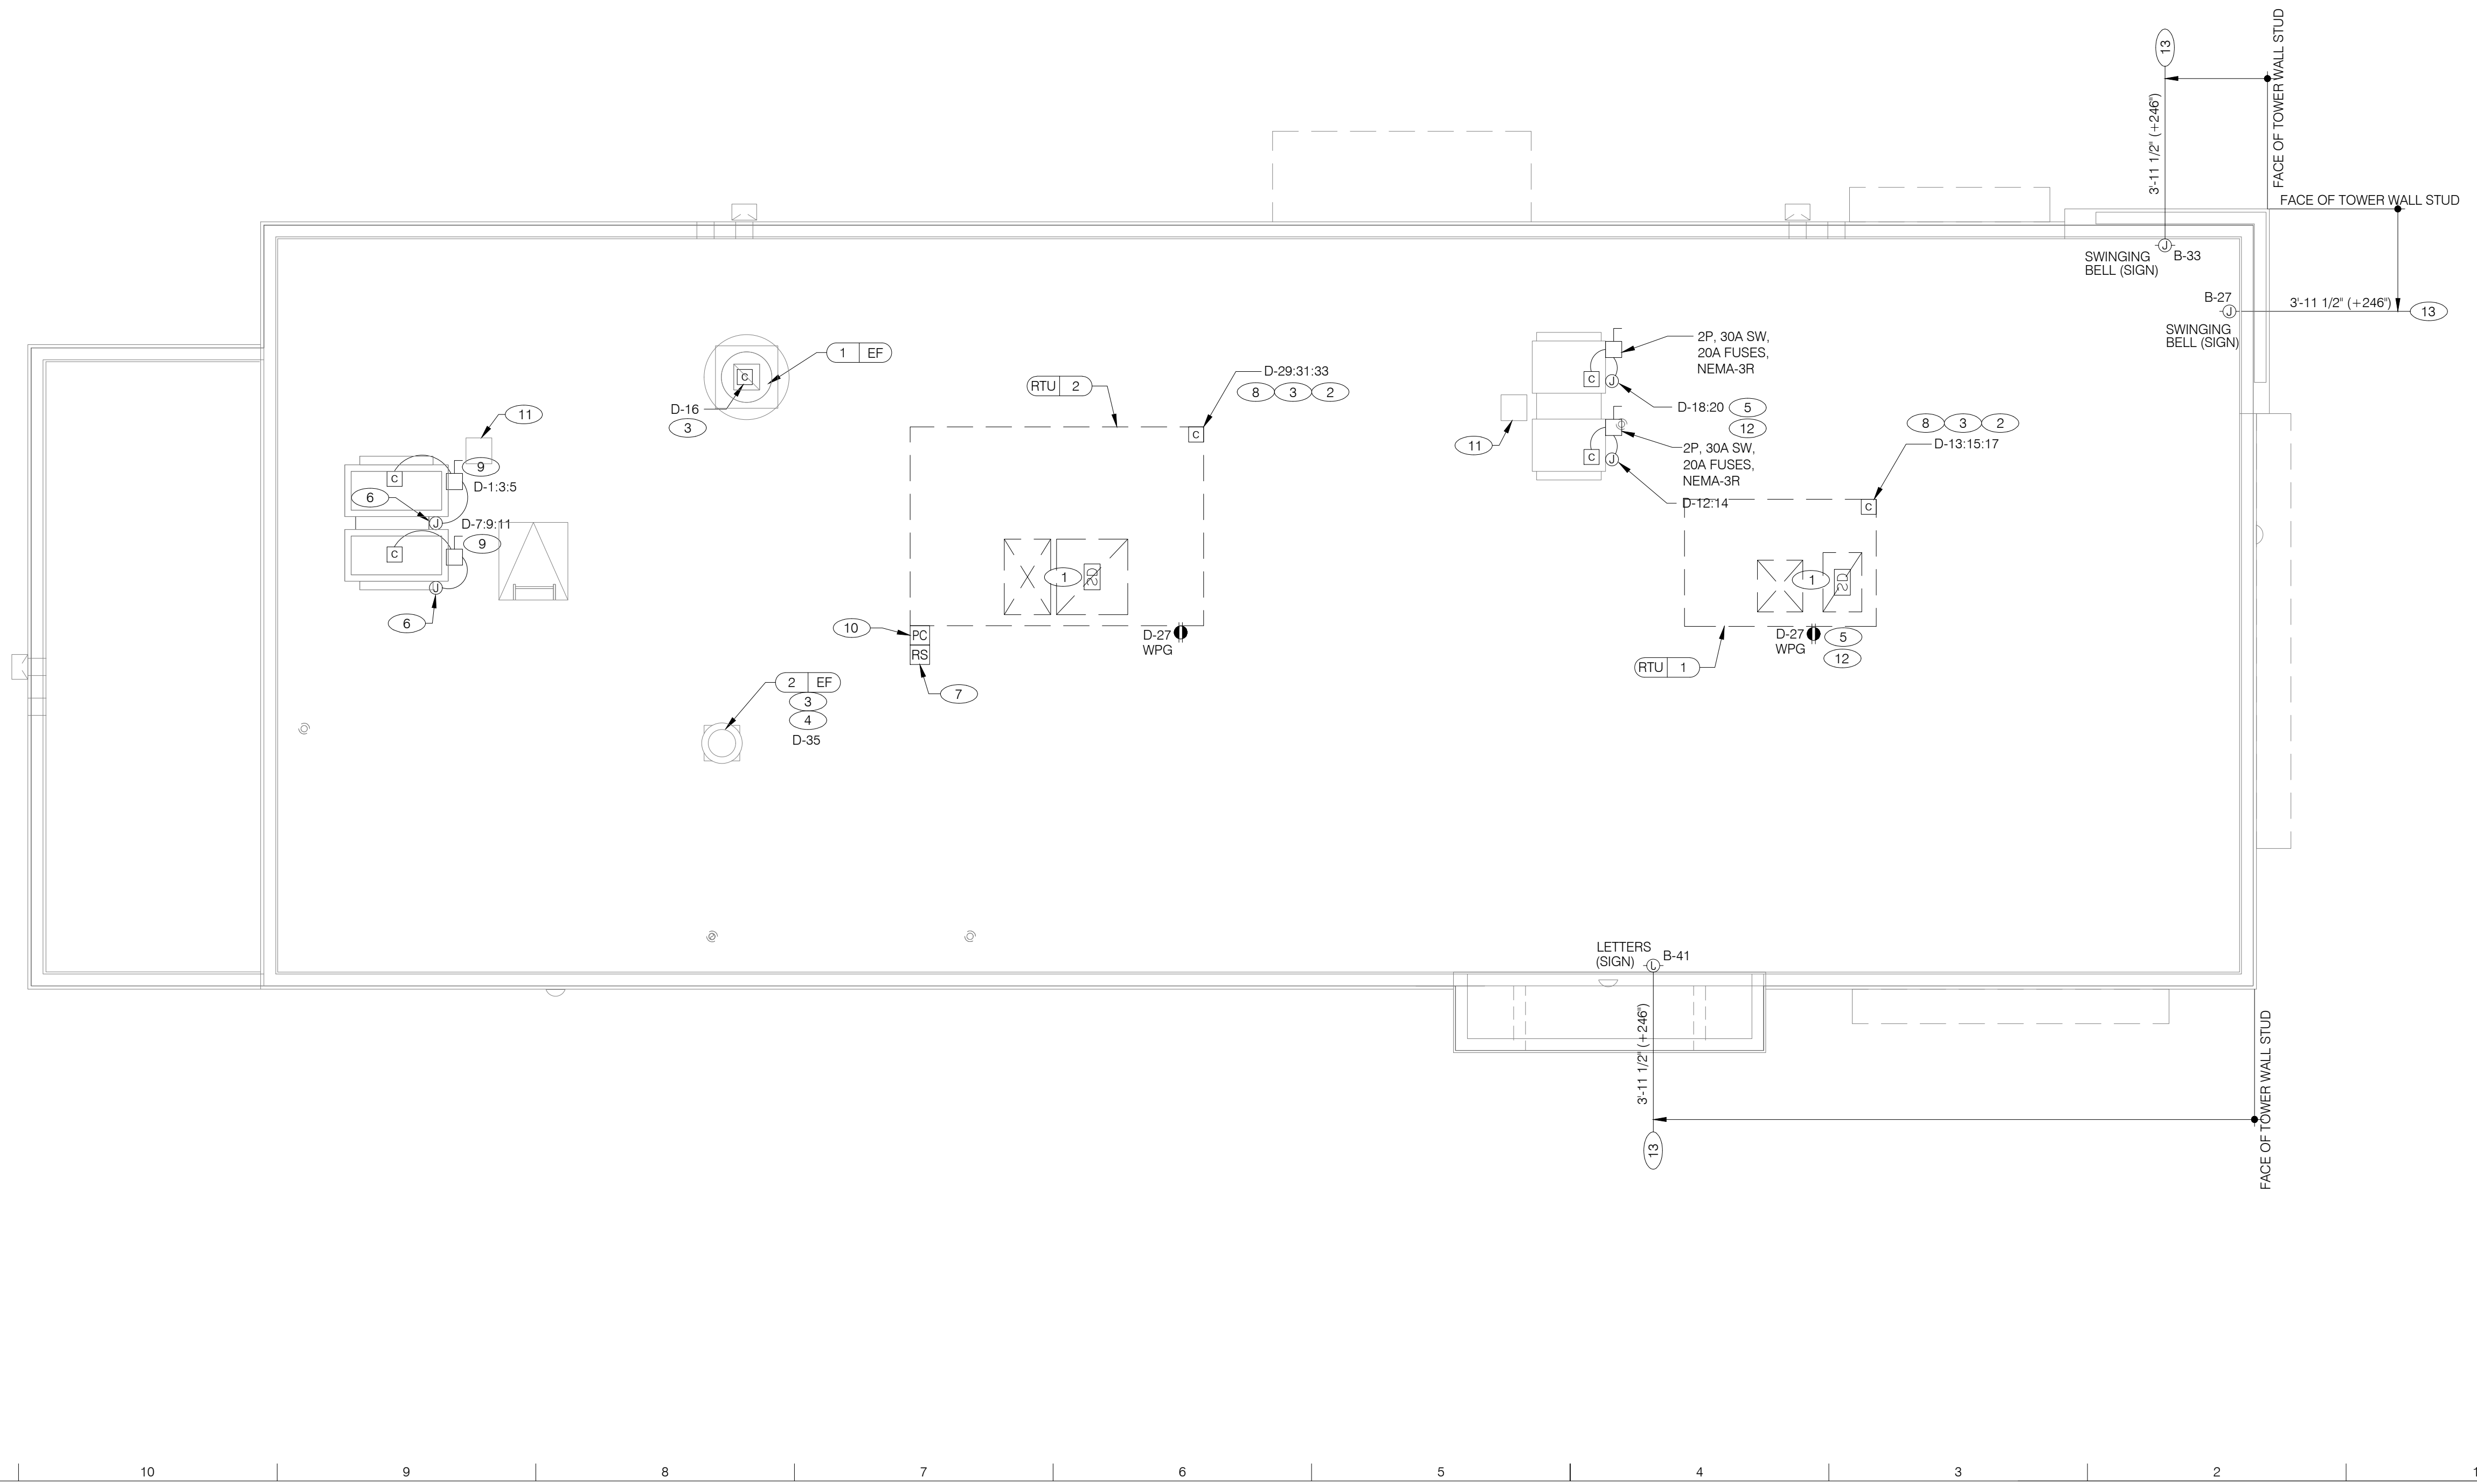 13
FACE OF TOWER WALL STUD
3'-11 1/2" (+246")
FACE OF TOWER WALL STUD
SWINGING
BELL (SIGN)
J
B-33
B-27
J
3'-11 1/2" (+246")
13
SWINGING
BELL (SIGN)
1 EF
C
D-16
3
RTU 2
D-29:31:33
8 3 2
C
2P, 30A SW,
20A FUSES,
NEMA-3R
C
J
D-18:20 5
12
11
2P, 30A SW,
20A FUSES,
NEMA-3R
C
J
D-12:14
8 3 2
D-13:15:17
C
11
9
C
D-1:3:5
6
J
D-7:9:11
9
C
J
6
1
SD
1
SD
10
PC
RS
7
D-27
WPG
D-27
WPG
5
12
RTU 1
2 EF
3
4
D-35
LETTERS
(SIGN)
J
B-41
3'-11 1/2" (+246")
13
FACE OF TOWER WALL STUD
10 9 8 7 6 5 4 3 2 1